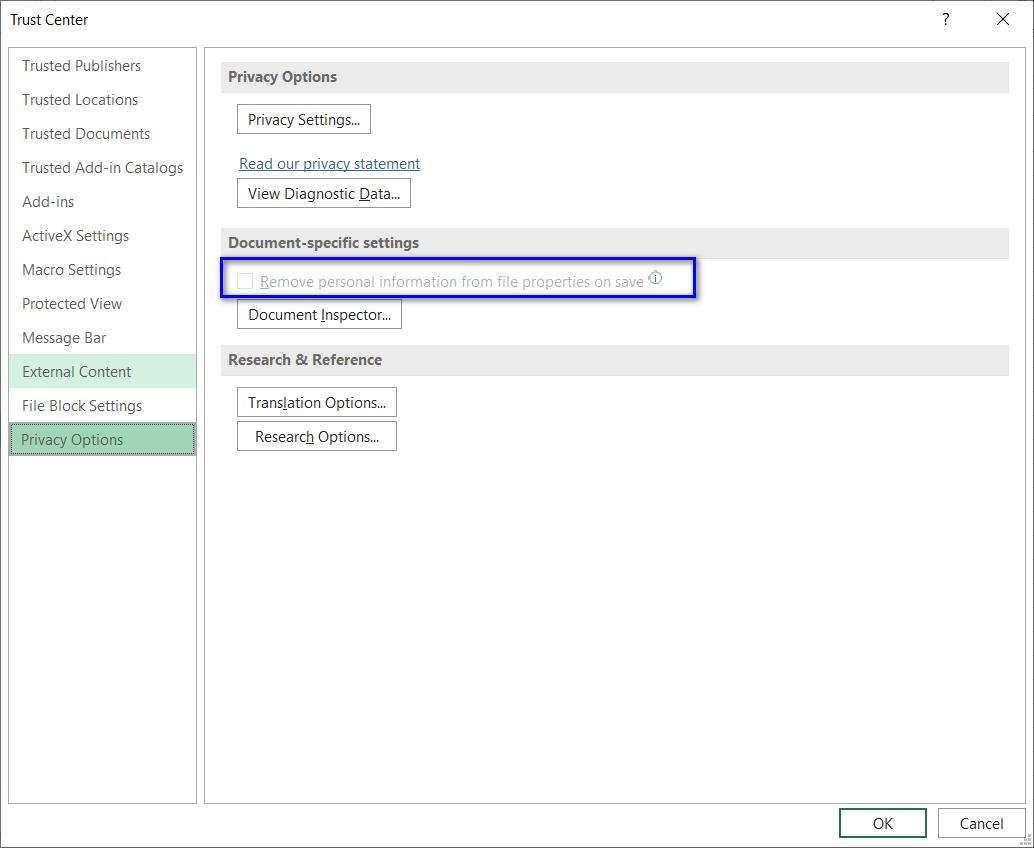 Trust Center
?
Trusted Publishers
Trusted Locations
Trusted Documents
Trusted Add-in Catalogs
Add-ins
ActiveX Settings
Macro Settings
Protected View
Message Bar
External Content
File Block Settings
Privacy Options
Privacy Options
Privacy Settings...
Read our privacy statement
View Diagnostic Data...
Document-specific settings
Remove personal information from file properties on save
Document Inspector...
Research & Reference
Translation Options...
Research Options...
OK
Cancel